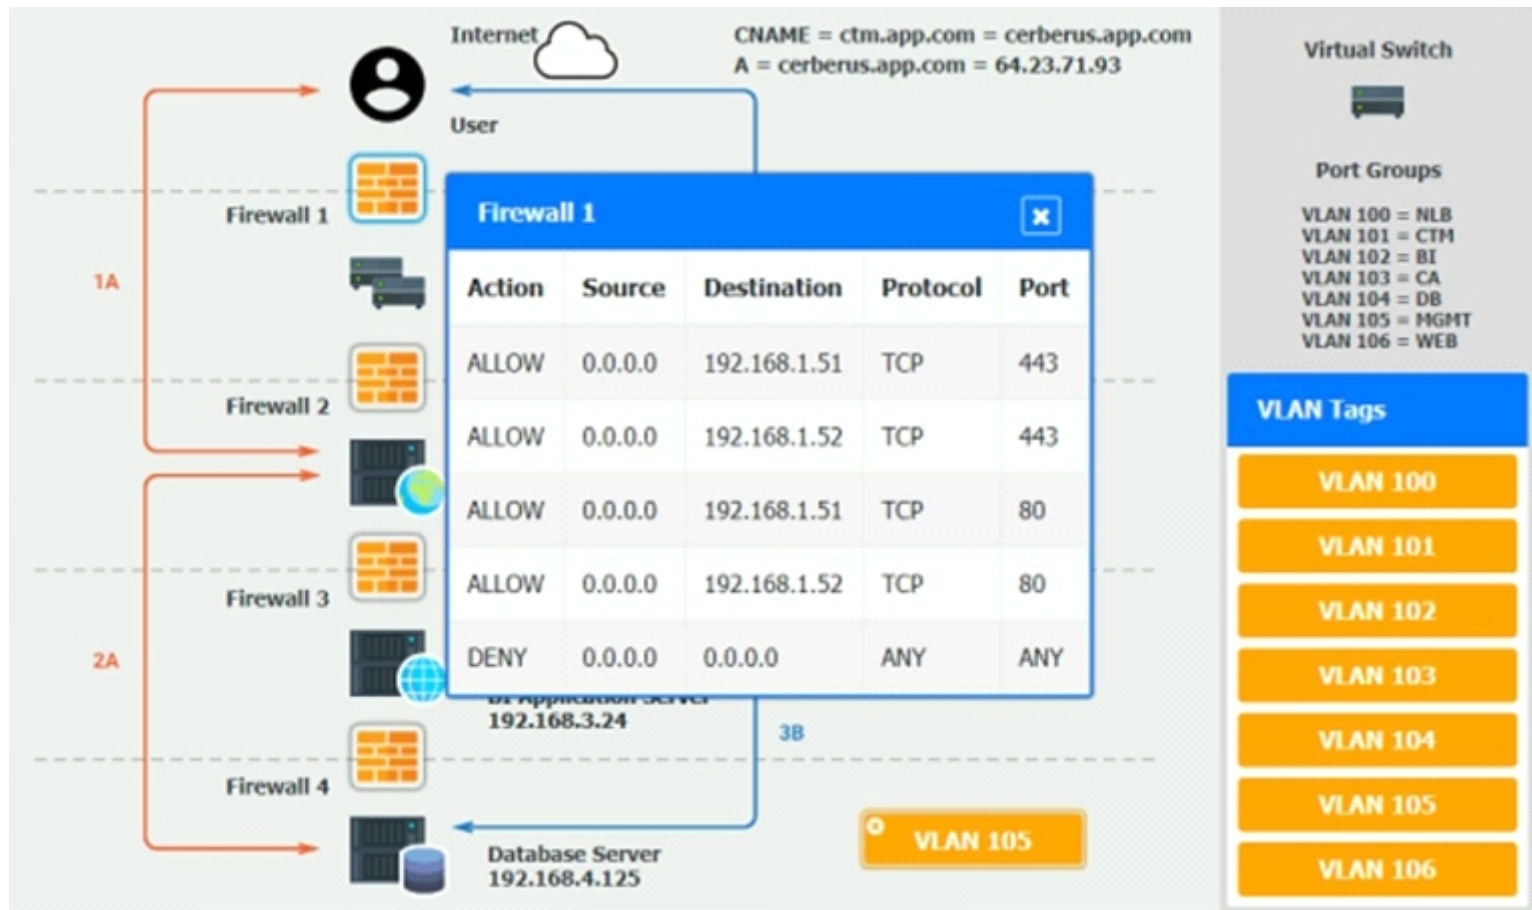 Internet
CNAME = ctm.app.com = cerberus.app.com
A = cerberus.app.com = 64.23.71.93
User
Firewall 1
1A
Firewall 2
Firewall 3
2A
Firewall 4
Firewall 1
Action Source Destination Protocol Port
ALLOW 0.0.0.0 192.168.1.51 TCP 443
ALLOW 0.0.0.0 192.168.1.52 TCP 443
ALLOW 0.0.0.0 192.168.1.51 TCP 80
ALLOW 0.0.0.0 192.168.1.52 TCP 80
DENY 0.0.0.0 0.0.0.0 ANY ANY
BI Application Server
192.168.3.24
3B
Database Server
192.168.4.125
VLAN 105
Virtual Switch
Port Groups
VLAN 100 = NLB
VLAN 101 = CTM
VLAN 102 = BI
VLAN 103 = CA
VLAN 104 = DB
VLAN 105 = MGMT
VLAN 106 = WEB
VLAN Tags
VLAN 100
VLAN 101
VLAN 102
VLAN 103
VLAN 104
VLAN 105
VLAN 106